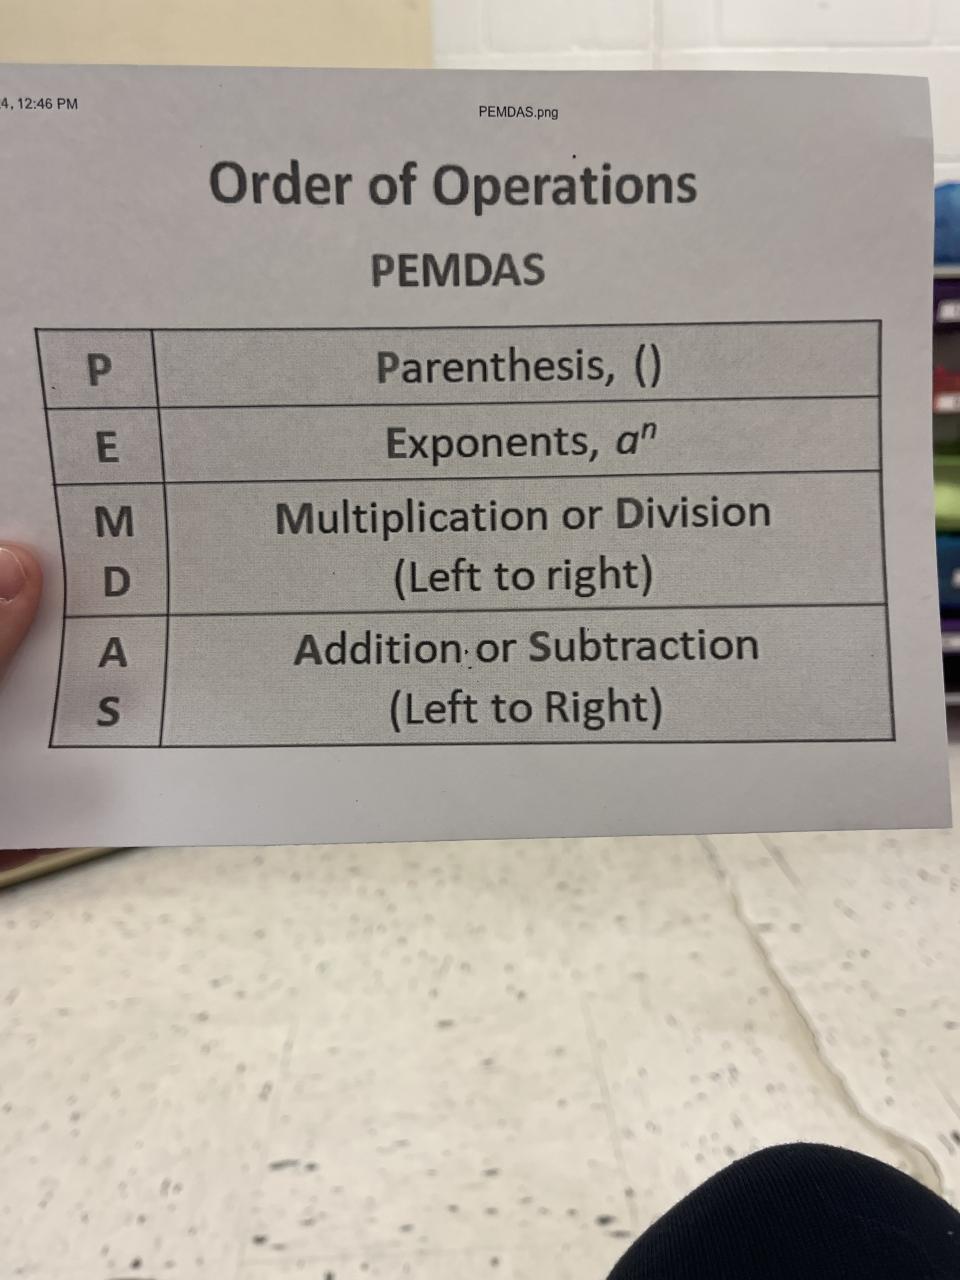 4, 12:46 PM
PEMDAS.png
Order of Operations
PEMDAS
P Parenthesis, ()
E Exponents, aⁿ
M Multiplication or Division
D (Left to right)
A Addition or Subtraction
S (Left to Right)